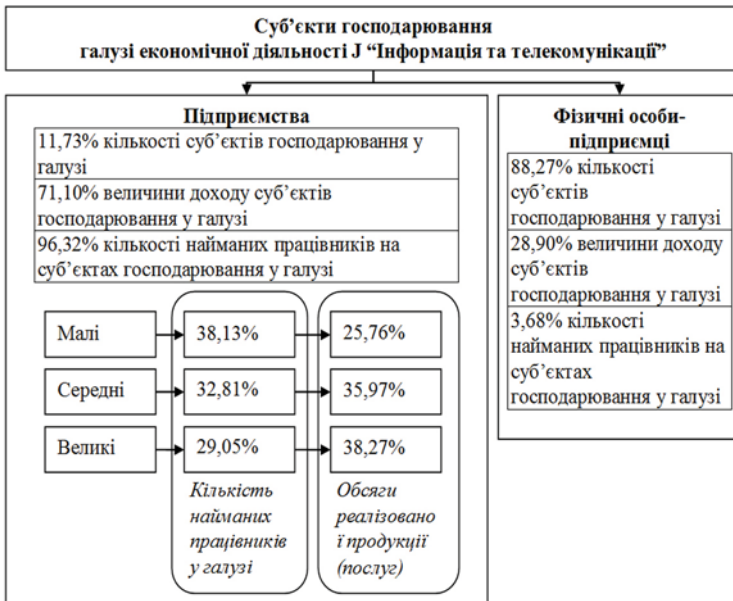 Суб’єкти господарювання
галузі економічної діяльності J “Інформація та телекомунікації”
Підприємства
11,73% кількості суб’єктів господарювання у
галузі
71,10% величини доходу суб’єктів
господарювання у галузі
96,32% кількості найманих працівників на
суб’єктах господарювання у галузі
Малі
38,13%
25,76%
Середні
32,81%
35,97%
Великі
29,05%
38,27%
Кількість
найманих
працівників
у галузі
Обсяги
реалізовано
ї продукції
(послуг)
Фізичні особи-
підприємці
88,27% кількості
суб’єктів
господарювання у галузі
28,90% величини доходу
суб’єктів
господарювання у галузі
3,68% кількості
найманих працівників на
суб’єктах
господарювання у галузі